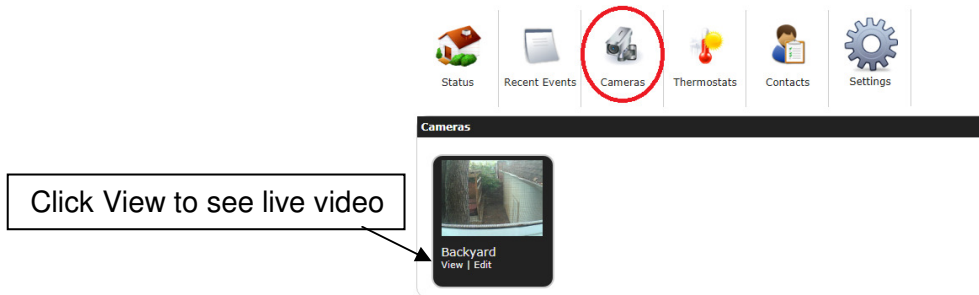 Status Recent Events Cameras Thermostats Contacts Settings
Cameras
Click View to see live video
Backyard
View | Edit